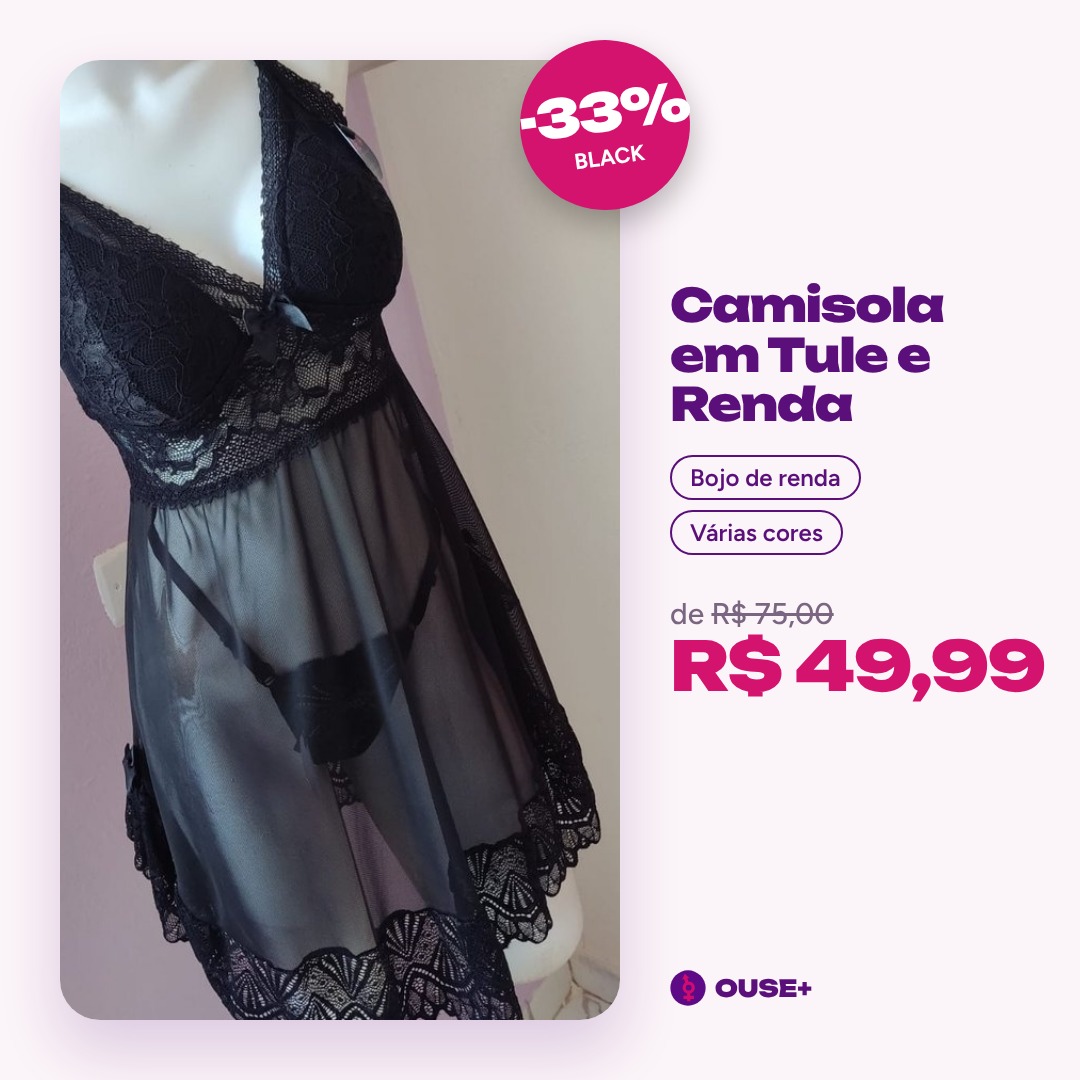 -33%
BLACK
Camisola
em Tule e
Renda
Bojo de renda
Várias cores
de R$ 75,00
R$ 49,99
OUSE+